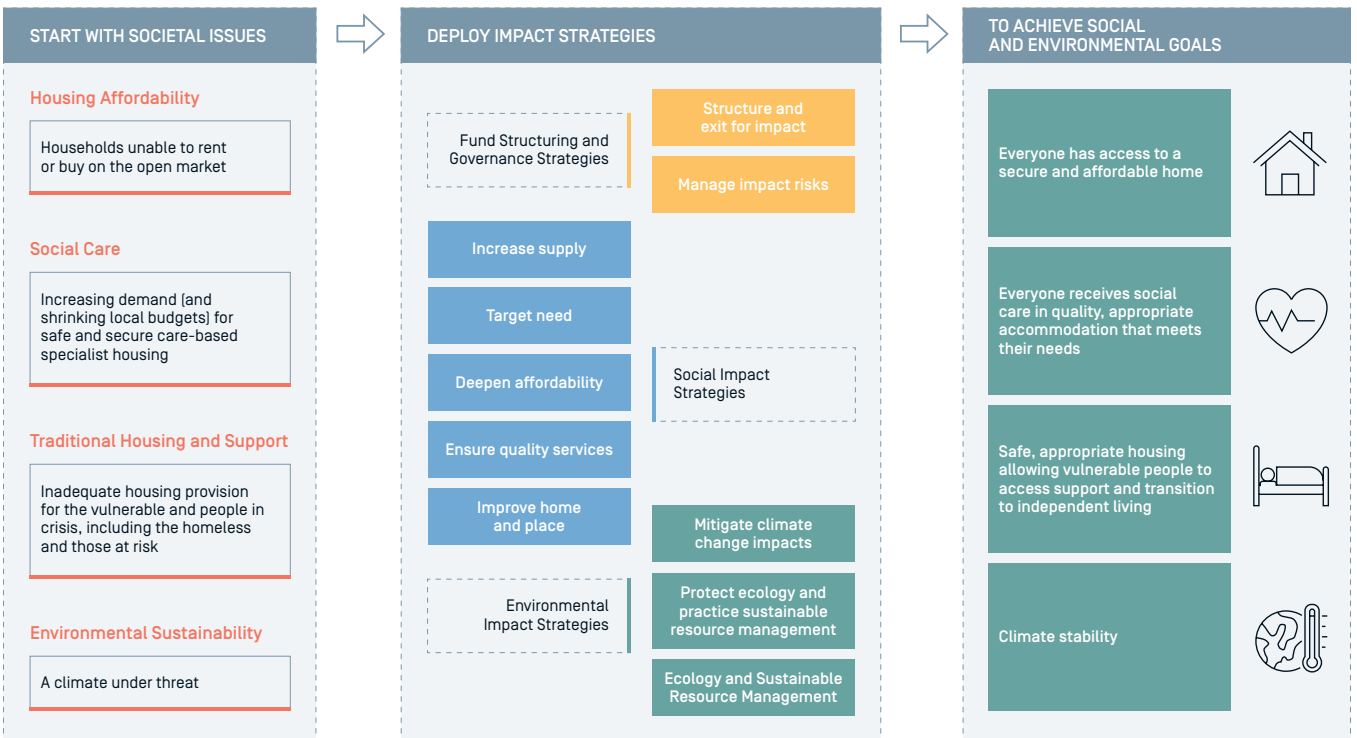 START WITH SOCIETAL ISSUES
Housing Affordability
Households unable to rent
or buy on the open market
Social Care
Increasing demand (and
shrinking local budgets) for
safe and secure care-based
specialist housing
Traditional Housing and Support
Inadequate housing provision
for the vulnerable and people in
crisis, including the homeless
and those at risk
Environmental Sustainability
A climate under threat
DEPLOY IMPACT STRATEGIES
Fund Structuring and
Governance Strategies
Structure and
exit for impact
Manage impact risks
Increase supply
Target need
Deepen affordability
Ensure quality services
Improve home
and place
Social Impact
Strategies
Environmental
Impact Strategies
Mitigate climate
change impacts
Protect ecology and
practice sustainable
resource management
Ecology and Sustainable
Resource Management
TO ACHIEVE SOCIAL
AND ENVIRONMENTAL GOALS
Everyone has access to a
secure and affordable home
Everyone receives social
care in quality, appropriate
accommodation that meets
their needs
Safe, appropriate housing
allowing vulnerable people to
access support and transition
to independent living
Climate stability